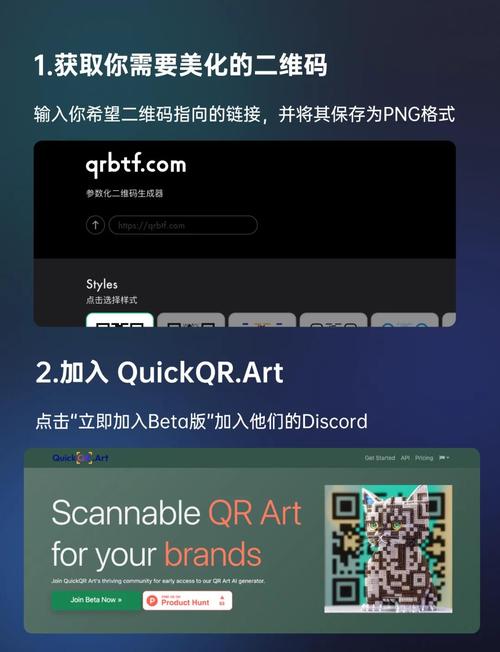 1.获取你需要美化的二维码
输入你希望二维码指向的链接，并将其保存为PNG格式
qrbtf.com
参数化二维码生成器
https://qrbtf.com
Styles
点击选择样式
2.加入 QuickQR.Art
点击“立即加入Beta版”加入他们的Discord
QuickQR.Art
Get Started API Pricing
Scannable QR Art
for your brands
Join QuickQR Art's thriving community for early access to our QR Art AI generator.
Join Beta Now »
FIND US ON
Product Hunt